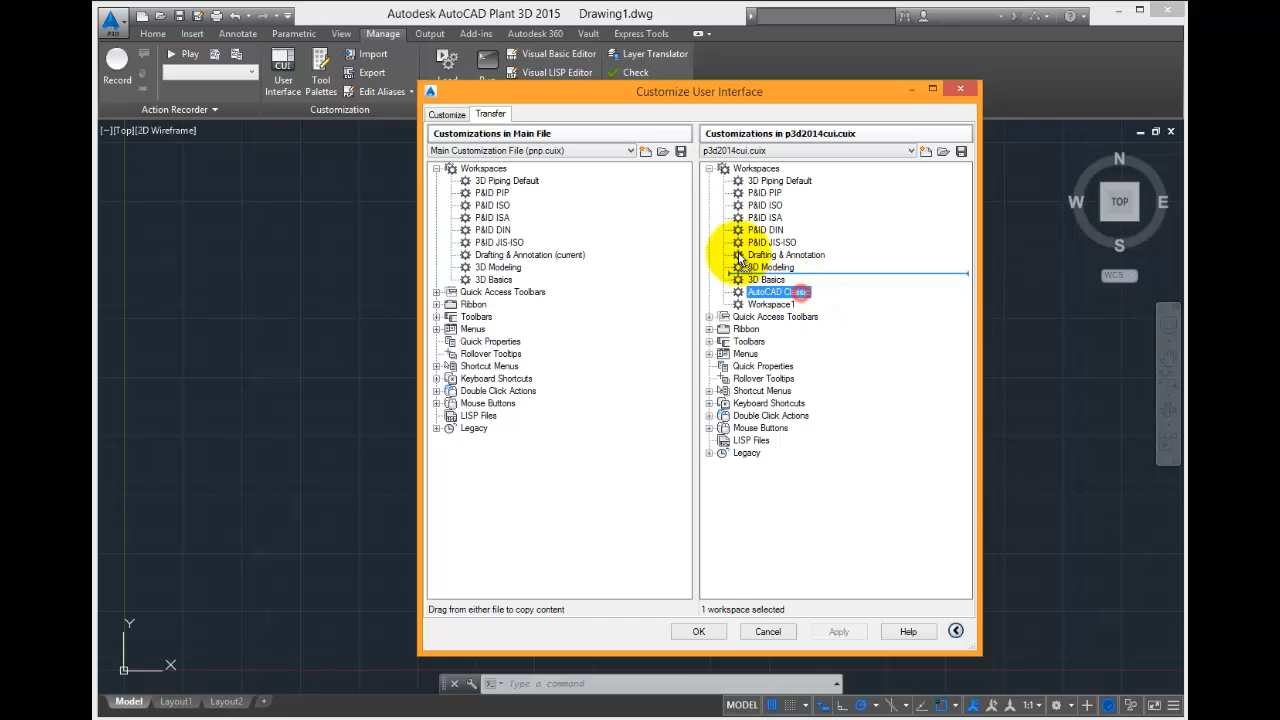 Autodesk AutoCAD Plant 3D 2015 Drawing1.dwg
P&ID
Home Insert Annotate Parametric View Manage Output Add-ins Autodesk 360 Vault Express Tools
Record
Play
User Interface
Tool Palettes
Import
Export
Edit Aliases
Visual Basic Editor
Visual LISP Editor
Layer Translator
Check
Action Recorder
Customization
[−][Top][2D Wireframe]
Customize User Interface
Customize Transfer
Customizations in Main File
Main Customization File (pnp.cuix)
Workspaces
3D Piping Default
P&ID PIP
P&ID ISO
P&ID ISA
P&ID DIN
P&ID JIS-ISO
Drafting & Annotation (current)
3D Modeling
3D Basics
Quick Access Toolbars
Ribbon
Toolbars
Menus
Quick Properties
Rollover Tooltips
Shortcut Menus
Keyboard Shortcuts
Double Click Actions
Mouse Buttons
LISP Files
Legacy
Drag from either file to copy content
Customizations in p3d2014cui.cuix
p3d2014cui.cuix
Workspaces
3D Piping Default
P&ID PIP
P&ID ISO
P&ID ISA
P&ID DIN
P&ID JIS-ISO
Drafting & Annotation
3D Modeling
3D Basics
AutoCAD Classic
Workspace1
Quick Access Toolbars
Ribbon
Toolbars
Menus
Quick Properties
Rollover Tooltips
Shortcut Menus
Keyboard Shortcuts
Double Click Actions
Mouse Buttons
LISP Files
Legacy
1 workspace selected
OK Cancel Apply Help
N
W TOP E
S
WCS
Y
X
Type a command
Model Layout1 Layout2 +
MODEL 1:1